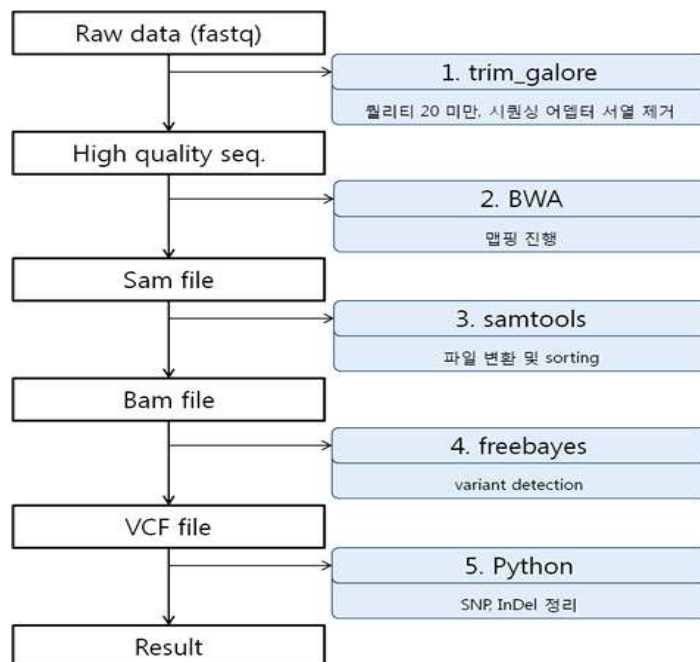 Raw data (fastq)
1. trim_galore
퀄리티 20 미만, 시퀀싱 어뎁터 서열 제거
High quality seq.
2. BWA
맵핑 진행
Sam file
3. samtools
파일 변환 및 sorting
Bam file
4. freebayes
variant detection
VCF file
5. Python
SNP, InDel 정리
Result